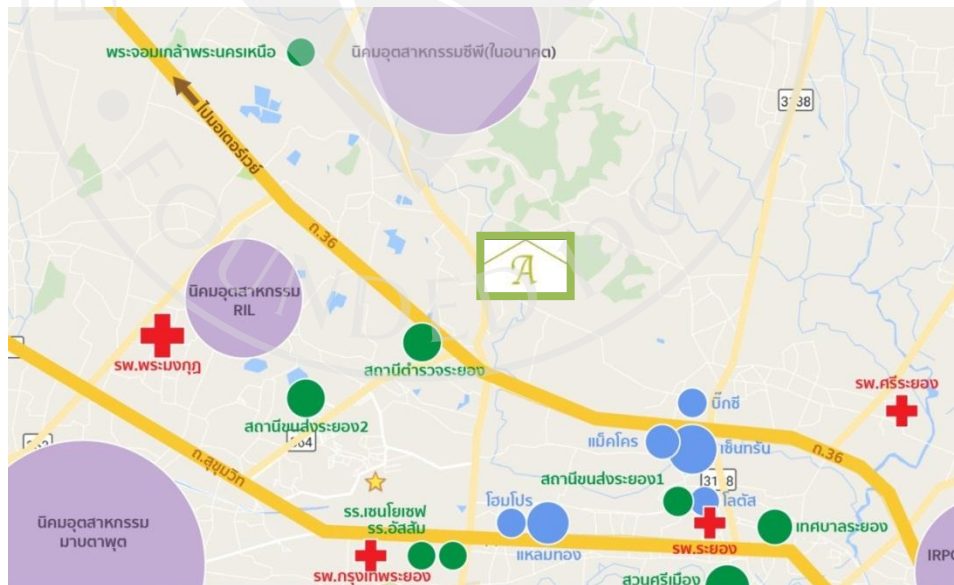 พระจอมเกล้าพระนครเหนือ
นิคมอุตสาหกรรมซีพี(ในอนาคต)
3138
ไปมอเตอร์เวย์
FOUNDED
ถ.36
A
นิคมอุตสาหกรรม
RIL
รพ.พระมงกุฎ
สถานีตำรวจระยอง
รพ.ศรีระยอง
บิ๊กซี
สถานีขนส่งระยอง2
364
แม็คโคร
เซ็นทรัน
ถ.36
ถ.สุขุมวิท
สถานีขนส่งระยอง1
3138
โลตัส
โฮมโปร
รร.เซนโยเซฟ
รร.อัสสัม
นิคมอุตสาหกรรม
มาบตาพุต
แหลมทอง
รพ.ระยอง
เทศบาลระยอง
IRPC
รพ.กรุงเทพระยอง
สวนศรีเมือง